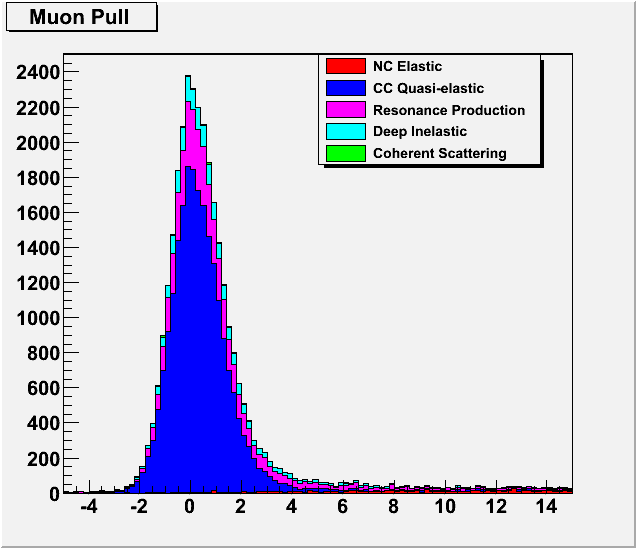 Muon Pull
NC Elastic
CC Quasi-elastic
Resonance Production
Deep Inelastic
Coherent Scattering
2400
2200
2000
1800
1600
1400
1200
1000
800
600
400
200
0
-4 -2 0 2 4 6 8 10 12 14